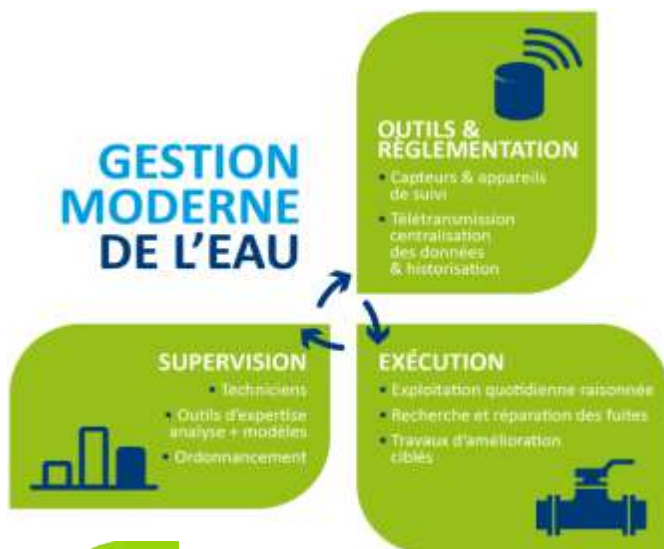 GESTION
MODERNE
DE L'EAU
OUTILS &
RÈGLEMENTATION
• Capteurs & appareils
de suivi
• Télétransmission
centralisation
des données
& historisation
SUPERVISION
• Techniciens
• Outils d'expertise
analyse + modèles
• Ordonnancement
EXÉCUTION
• Exploitation quotidienne raisonnée
• Recherche et réparation des fuites
• Travaux d'amélioration
ciblés